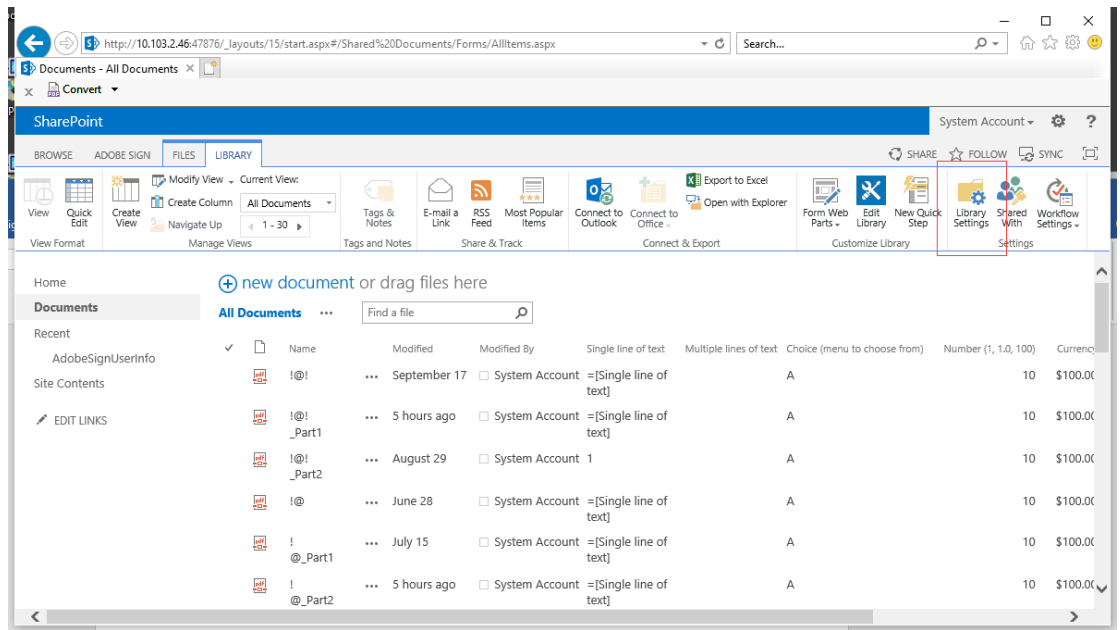 http://10.103.2.46:47876/_layouts/15/start.aspx#/Shared%20Documents/Forms/AllItems.aspx Search...
Documents - All Documents
x Convert
SharePoint System Account ?
BROWSE ADOBE SIGN FILES LIBRARY SHARE FOLLOW SYNC
View
Quick Edit
Create View
Modify View
Create Column
Navigate Up
Current View:
All Documents
1 - 30
Tags & Notes
E-mail a Link
RSS Feed
Most Popular Items
Connect to Outlook
Connect to Office
Export to Excel
Open with Explorer
Form Web Parts
Edit Library
New Quick Step
Library Settings
Shared With
Workflow Settings
View Format Manage Views Tags and Notes Share & Track Connect & Export Customize Library Settings
Home
Documents
Recent
AdobeSignUserInfo
Site Contents
EDIT LINKS
new document or drag files here
All Documents ... Find a file
Name Modified Modified By Single line of text Multiple lines of text Choice (menu to choose from) Number (1, 1.0, 100) Currency
!@! ... September 17 System Account =[Single line of text] A 10 $100.00
!@!_Part1 ... 5 hours ago System Account =[Single line of text] A 10 $100.00
!@!_Part2 ... August 29 System Account 1 A 10 $100.00
!@ ... June 28 System Account =[Single line of text] A 10 $100.00
!@_Part1 ... July 15 System Account =[Single line of text] A 10 $100.00
!@_Part2 ... 5 hours ago System Account =[Single line of text] A 10 $100.00